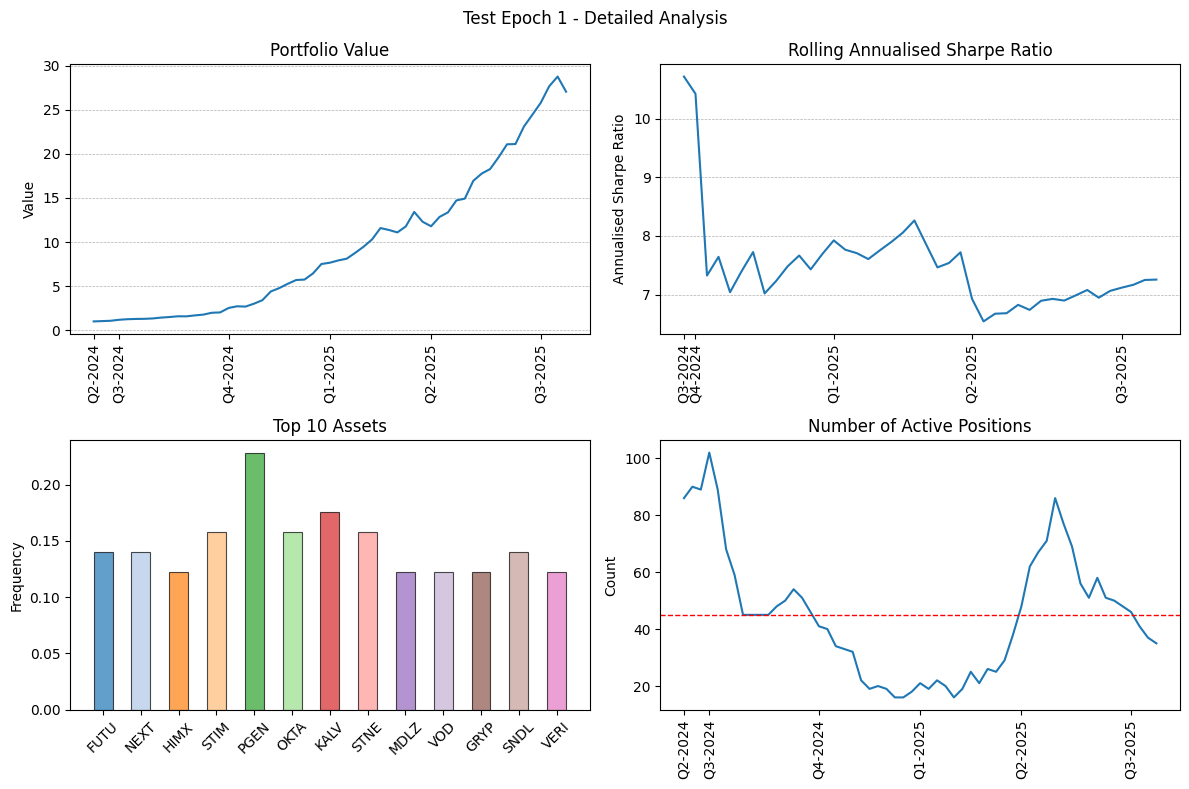 Test Epoch 1 - Detailed Analysis
Portfolio Value
30
25
20
15
10
5
0
Value
Q2-2024
Q3-2024
Q4-2024
Q1-2025
Q2-2025
Q3-2025
Rolling Annualised Sharpe Ratio
10
9
8
7
Annualised Sharpe Ratio
Q3-2024
Q4-2024
Q1-2025
Q2-2025
Q3-2025
Top 10 Assets
0.20
0.15
0.10
0.05
0.00
Frequency
FUTU
NEXT
HIMX
STIM
PGEN
OKTA
KALV
STNE
MDLZ
VOD
GRYP
SNDL
VERI
Number of Active Positions
100
80
60
40
20
Count
Q2-2024
Q3-2024
Q4-2024
Q1-2025
Q2-2025
Q3-2025